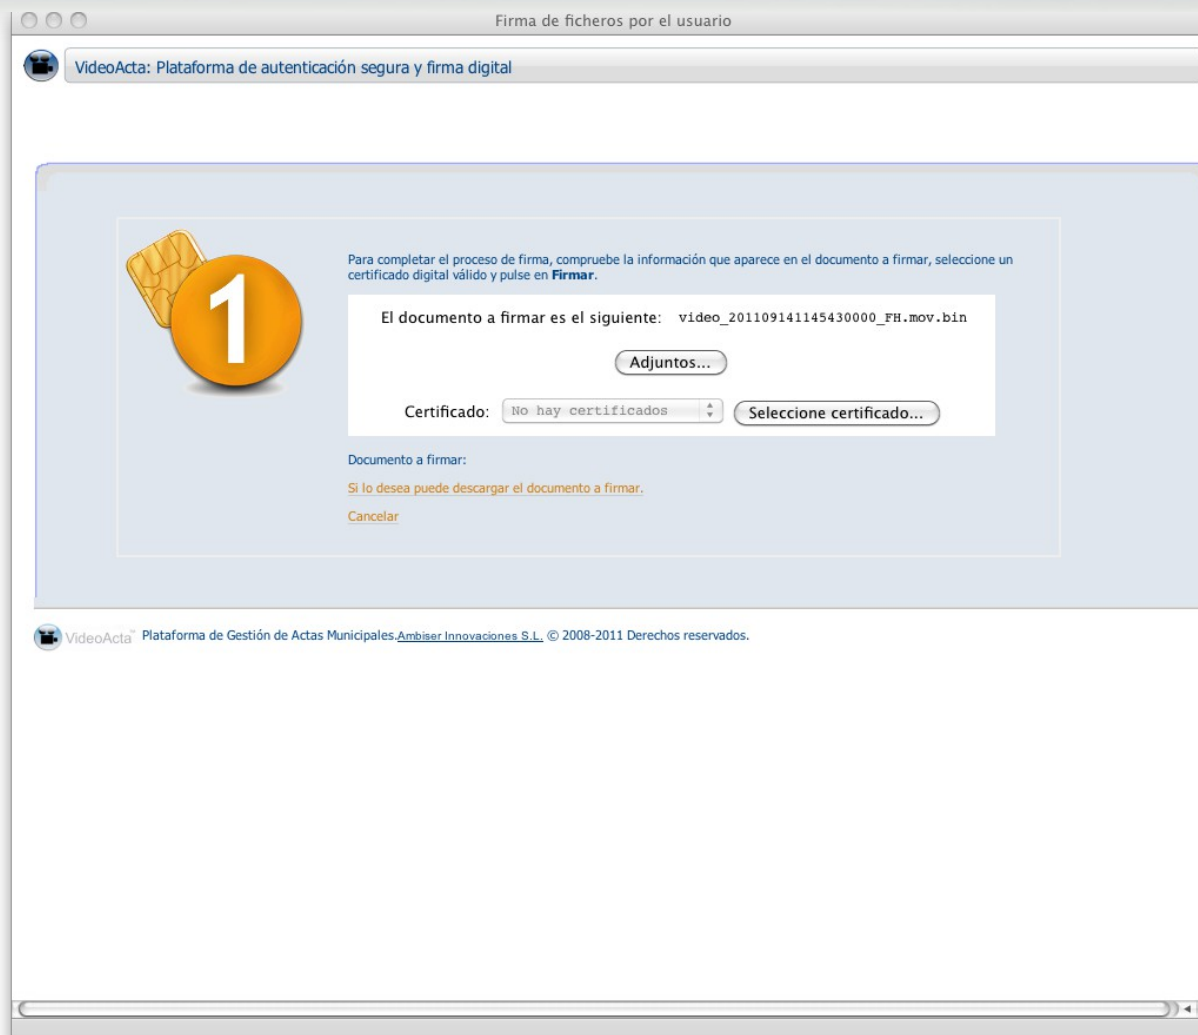 Firma de ficheros por el usuario
VideoActa: Plataforma de autenticación segura y firma digital
1
Para completar el proceso de firma, compruebe la información que aparece en el documento a firmar, seleccione un
certificado digital válido y pulse en Firmar.
El documento a firmar es el siguiente: video_201109141145430000_FH.mov.bin
Adjuntos...
Certificado: No hay certificados Seleccione certificado...
Documento a firmar:
Si lo desea puede descargar el documento a firmar.
Cancelar
VideoActa™ Plataforma de Gestión de Actas Municipales.Ambiser Innovaciones S.L. © 2008-2011 Derechos reservados.